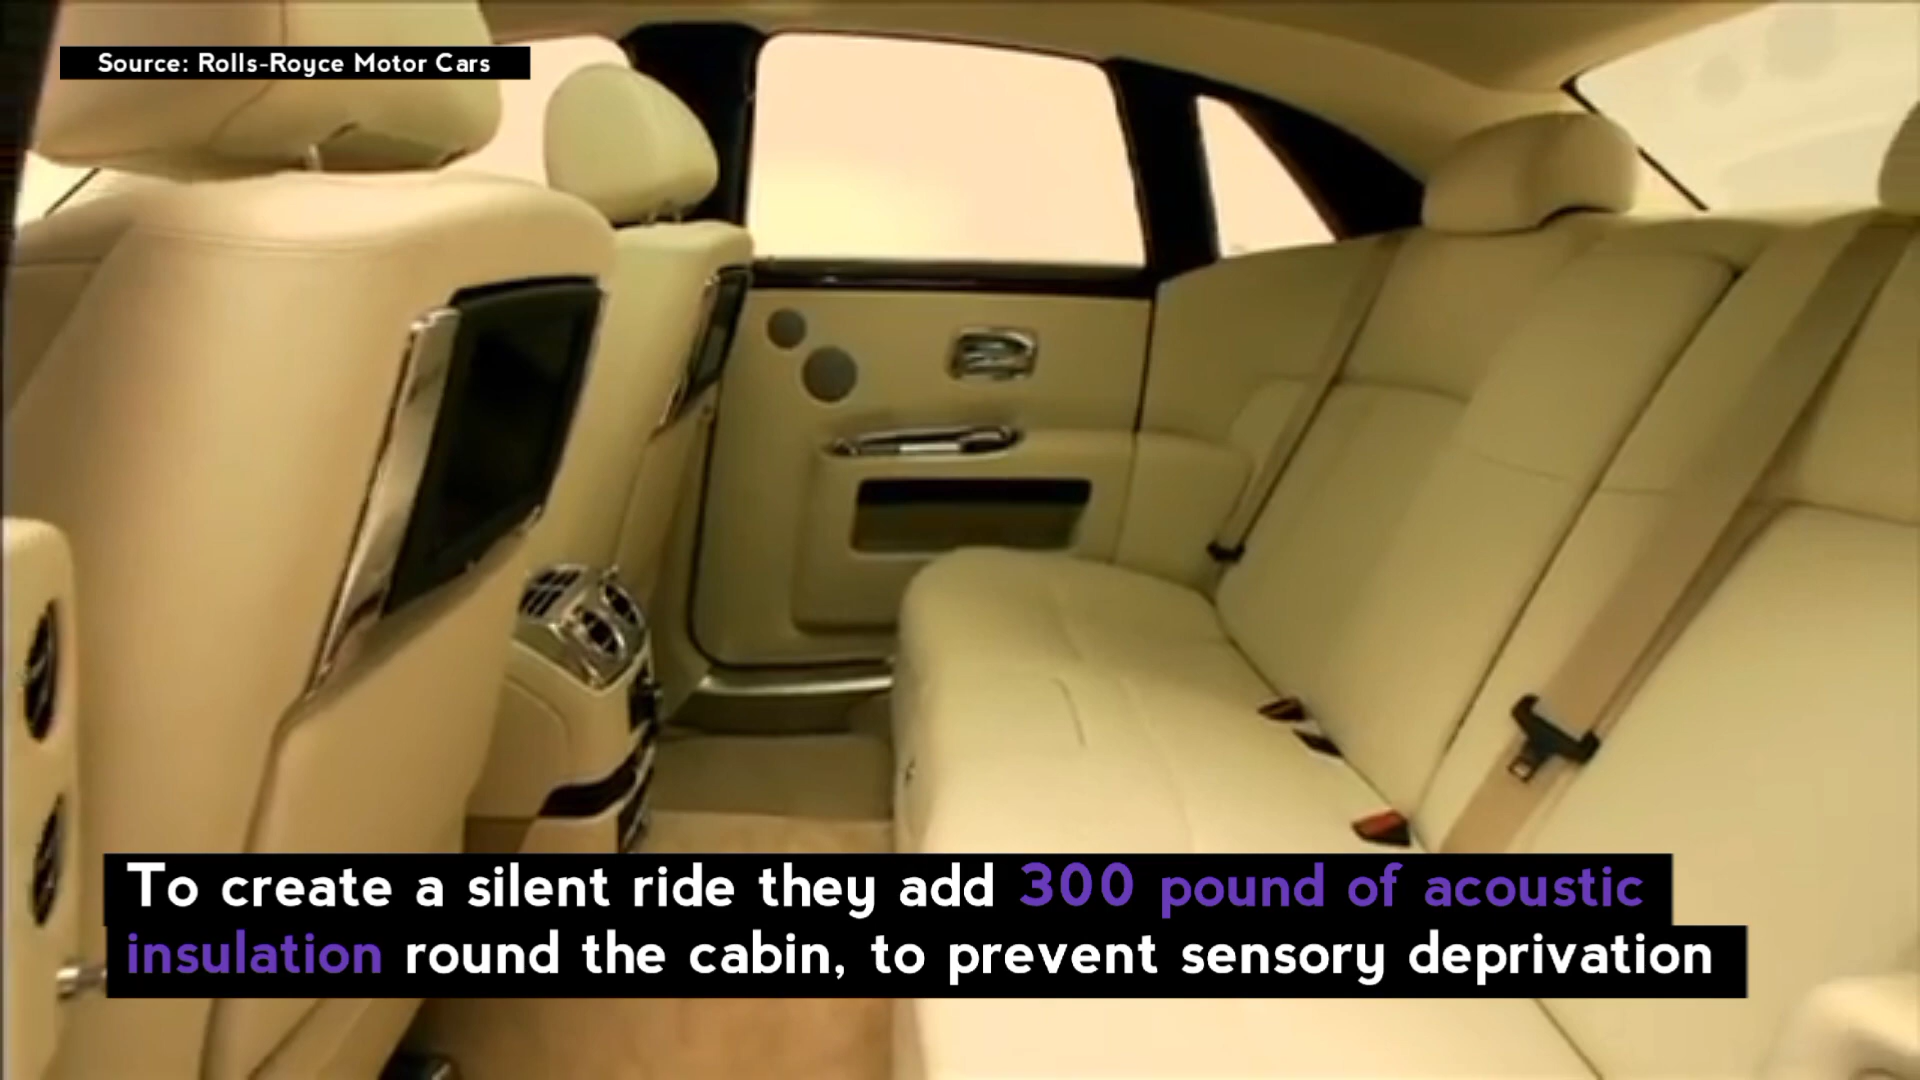 Source: Rolls-Royce Motor Cars
To create a silent ride they add 300 pound of acoustic
insulation round the cabin, to prevent sensory deprivation